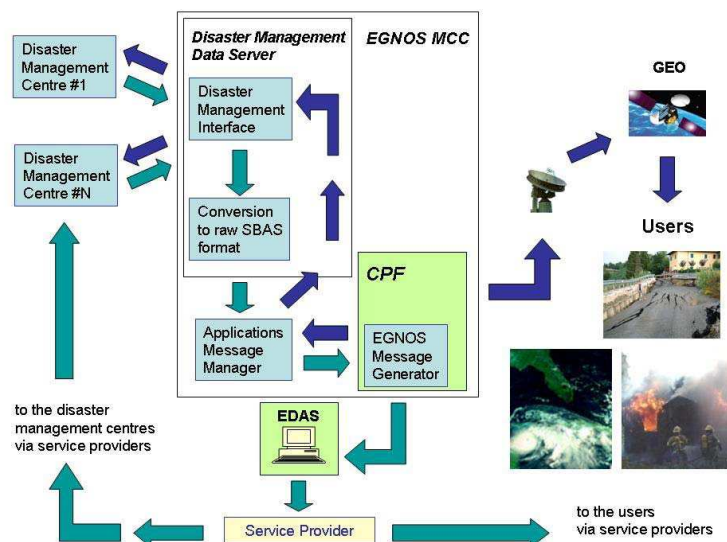 Disaster
Management
Centre #1
Disaster
Management
Centre #N
Disaster Management
Data Server
EGNOS MCC
Disaster
Management
Interface
Conversion
to raw SBAS
format
Applications
Message
Manager
CPF
EGNOS
Message
Generator
GEO
Users
to the disaster
management centres
via service providers
EDAS
Service Provider
to the users
via service providers